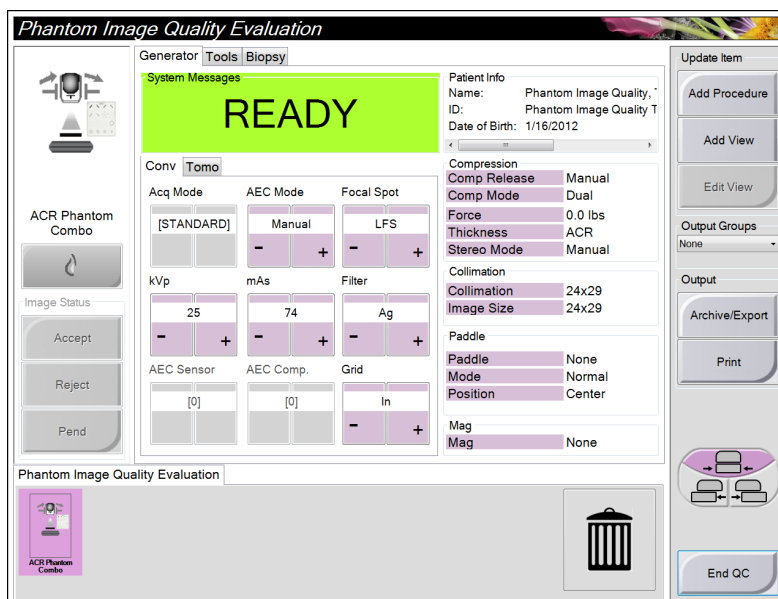 Phantom Image Quality Evaluation
Generator Tools Biopsy
System Messages
READY
Patient Info
Name: Phantom Image Quality,
ID: Phantom Image Quality T
Date of Birth: 1/16/2012
Conv Tomo
Acq Mode AEC Mode Focal Spot
[STANDARD] Manual LFS
- + - +
kVp mAs Filter
25 74 Ag
- + - + - +
AEC Sensor AEC Comp. Grid
[0] [0] In
- +
Compression
Comp Release Manual
Comp Mode Dual
Force 0.0 lbs
Thickness ACR
Stereo Mode Manual
Collimation
Collimation 24x29
Image Size 24x29
Paddle
Paddle None
Mode Normal
Position Center
Mag
Mag None
ACR Phantom
Combo
Image Status
Accept
Reject
Pend
Update Item
Add Procedure
Add View
Edit View
Output Groups
None
Output
Archive/Export
Print
End QC
Phantom Image Quality Evaluation
ACR Phantom
Combo